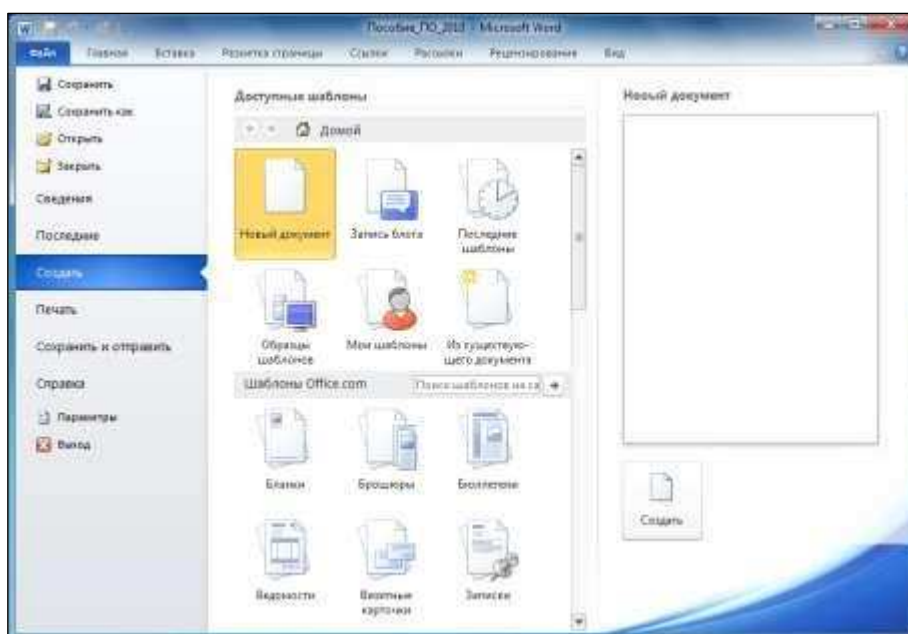 Пособие_ПО_2010 - Microsoft Word
Файл Главная Вставка Разметка страницы Ссылки Рассылки Рецензирование Вид
Сохранить
Сохранить как
Открыть
Закрыть
Сведения
Последние
Создать
Печать
Сохранить и отправить
Справка
Параметры
Выход
Доступные шаблоны
Домой
Новый документ
Запись блога
Последние
шаблоны
Образцы
шаблонов
Мои шаблоны
Из существую-
щего документа
Шаблоны Office.com
Поиск шаблонов на са
Бланки
Брошюры
Бюллетени
Ведомости
Визитные
карточки
Записки
Новый документ
Создать